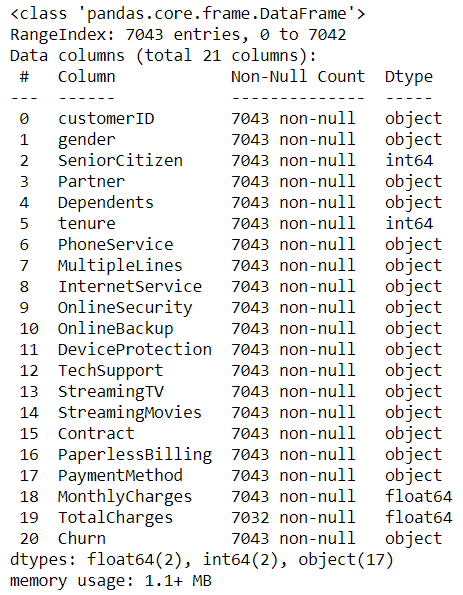 <class 'pandas.core.frame.DataFrame'>
RangeIndex: 7043 entries, 0 to 7042
Data columns (total 21 columns):
 #   Column            Non-Null Count  Dtype
---  ------            --------------  -----
 0   customerID        7043 non-null   object
 1   gender            7043 non-null   object
 2   SeniorCitizen     7043 non-null   int64
 3   Partner           7043 non-null   object
 4   Dependents        7043 non-null   object
 5   tenure            7043 non-null   int64
 6   PhoneService      7043 non-null   object
 7   MultipleLines     7043 non-null   object
 8   InternetService   7043 non-null   object
 9   OnlineSecurity    7043 non-null   object
 10  OnlineBackup      7043 non-null   object
 11  DeviceProtection  7043 non-null   object
 12  TechSupport       7043 non-null   object
 13  StreamingTV       7043 non-null   object
 14  StreamingMovies   7043 non-null   object
 15  Contract          7043 non-null   object
 16  PaperlessBilling  7043 non-null   object
 17  PaymentMethod     7043 non-null   object
 18  MonthlyCharges    7043 non-null   float64
 19  TotalCharges      7032 non-null   float64
 20  Churn             7043 non-null   object
dtypes: float64(2), int64(2), object(17)
memory usage: 1.1+ MB